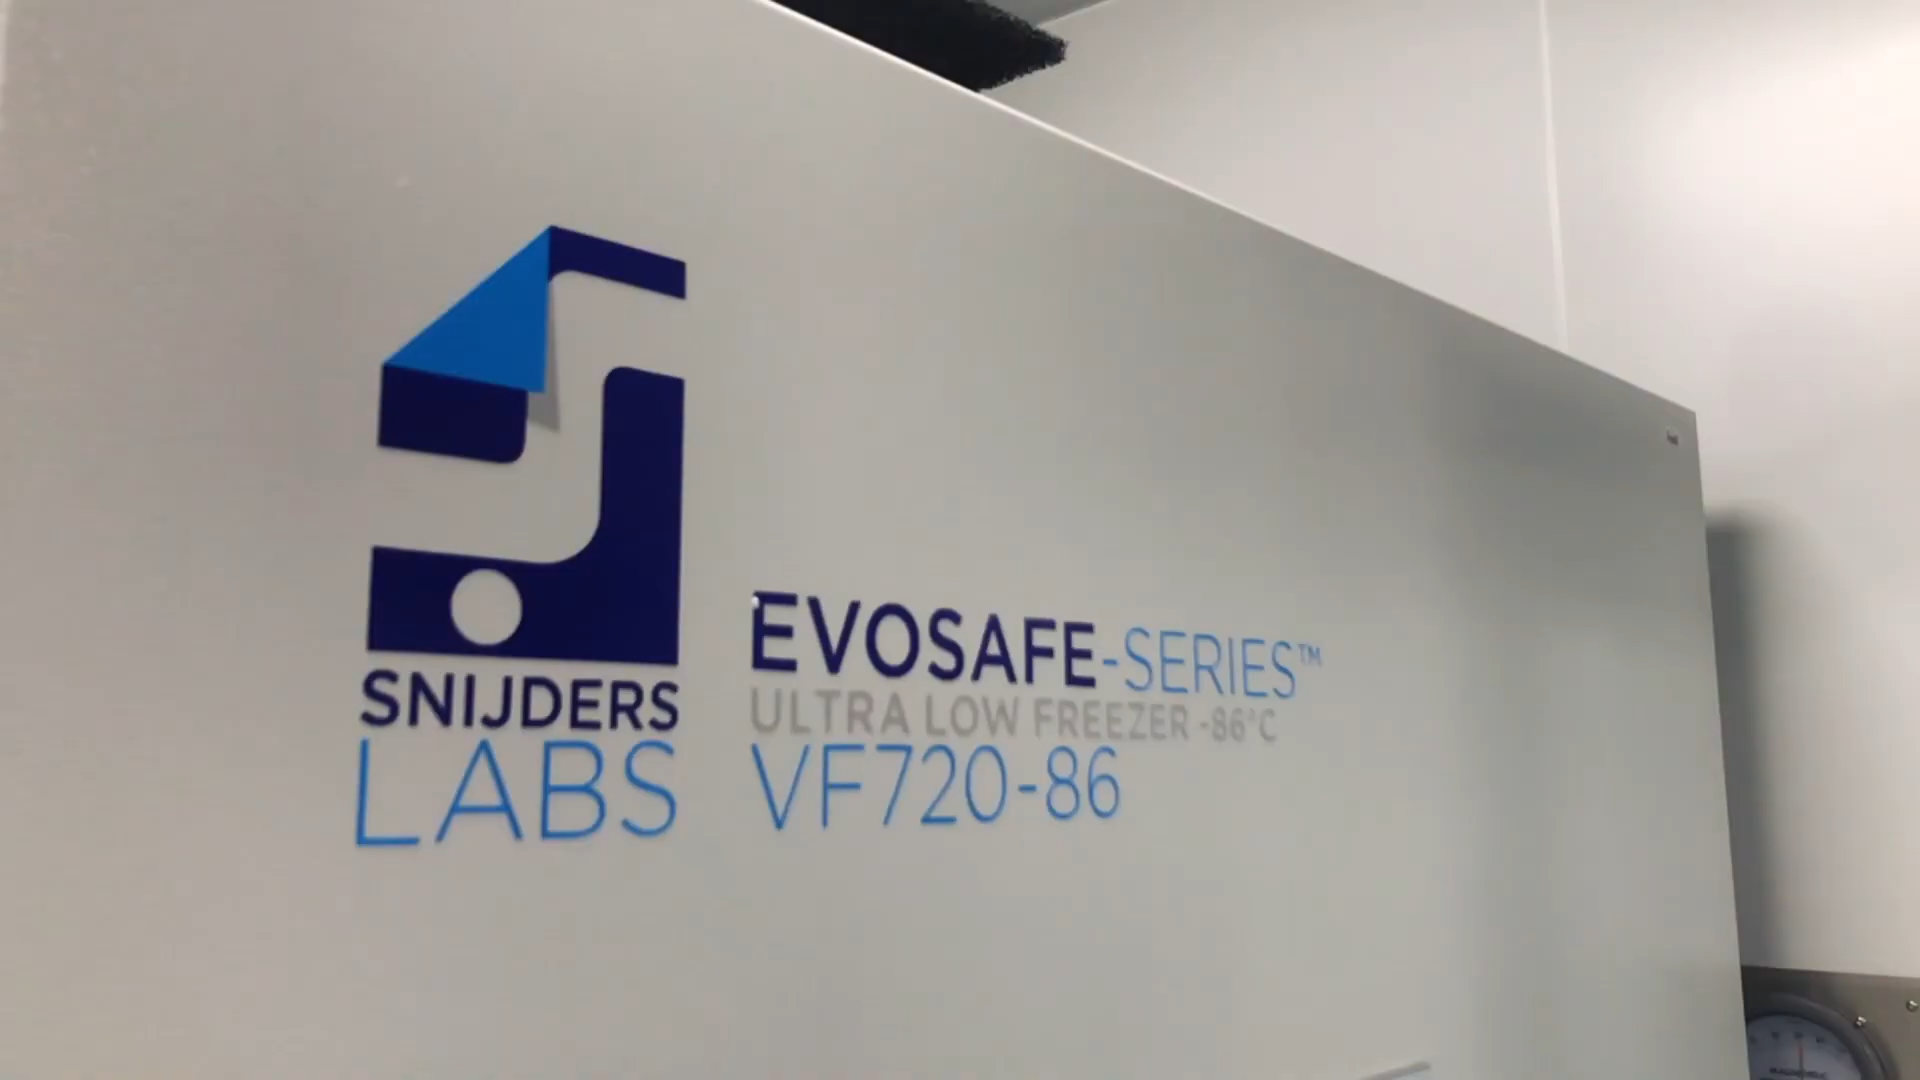 SNIJDERS
LABS
EVOSAFE-SERIES™
ULTRA LOW FREEZER -86°C
VF720-86